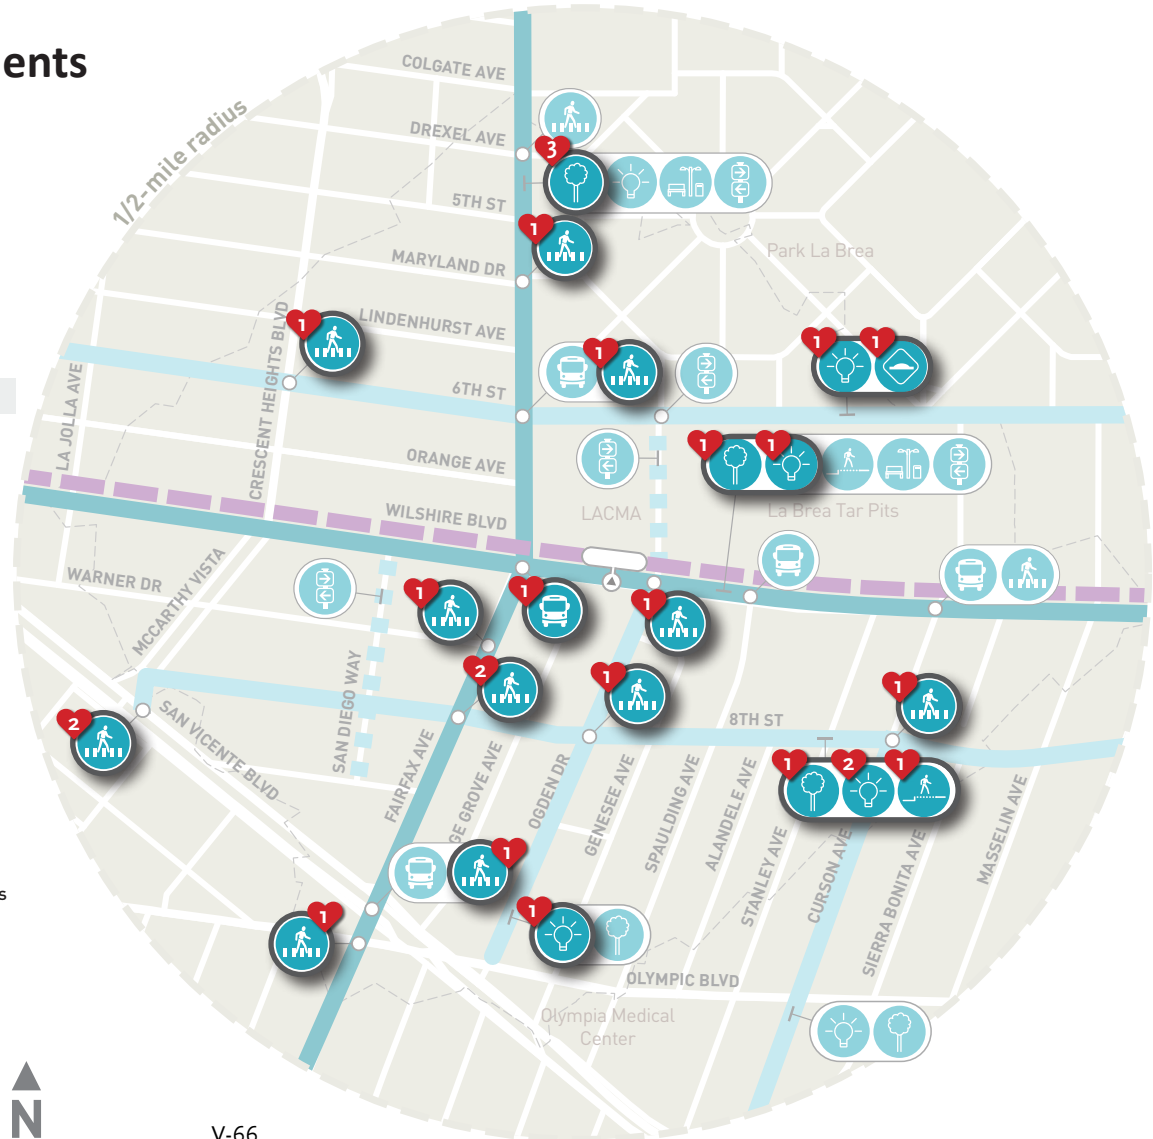 ents
1/2-mile radius
COLGATE AVE
DREXEL AVE
3
5TH ST
1
MARYLAND DR
Park La Brea
CRESCENT HEIGHTS BLVD
1
LINDENHURST AVE
1
1
1
LA JOLLA AVE
6TH ST
ORANGE AVE
1
1
WILSHIRE BLVD
LACMA
La Brea Tar Pits
WARNER DR
MCCARTHY VISTA
1
1
1
2
1
1
2
SAN VICENTE BLVD
SAN DIEGO WAY
8TH ST
FAIRFAX AVE
GE GROVE AVE
OGDEN DR
GENESEE AVE
SPAULDING AVE
ALANDELE AVE
STANLEY AVE
CURSON AVE
SIERRA BONITA AVE
MASSELIN AVE
1
2
1
1
s
1
1
OLYMPIC BLVD
Olympia Medical
Center
N
V-66